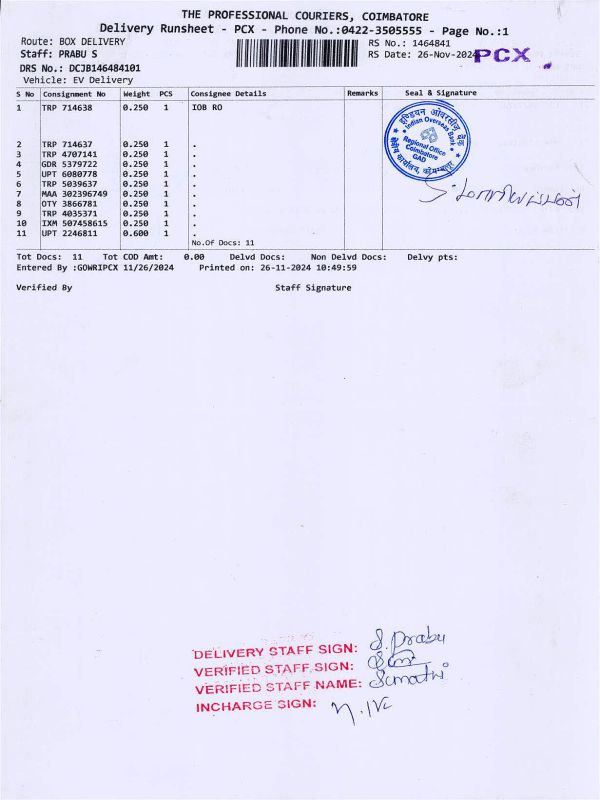 THE PROFESSIONAL COURIERS, COIMBATORE
Delivery Runsheet - PCX - Phone No.:0422-3505555 - Page No.:1
Route: BOX DELIVERY
RS No.: 1464841
Staff: PRABU S
RS Date: 26-Nov-2024
PCX
DRS No.: DCJB146484101
Vehicle: EV Delivery
S No Consignment No Weight PCS Consignee Details Remarks Seal & Signature
1 TRP 714638 0.250 1 IOB RO
2 TRP 714637 0.250 1 .
3 TRP 4707141 0.250 1 .
4 GDR 5379722 0.250 1 .
5 UPT 6080778 0.250 1 .
6 TRP 5039637 0.250 1 .
7 MAA 302396749 0.250 1 .
8 OTY 3866781 0.250 1 .
9 TRP 4035371 0.250 1 .
10 IXM 507458615 0.250 1 .
11 UPT 2246811 0.600 1 .
No.Of Docs: 11
इण्डियन ओवरसीज़ बैंक
Indian Overseas Bank
Regional Office
Coimbatore
GAD
क्षेत्रीय कार्यालय, कोयम्बत्तूर
Tot Docs: 11 Tot COD Amt: 0.00 Delvd Docs: Non Delvd Docs: Delvy pts:
Entered By :GOWRIPCX 11/26/2024 Printed on: 26-11-2024 10:49:59
Verified By Staff Signature
DELIVERY STAFF SIGN: S. Prabu
VERIFIED STAFF SIGN:
VERIFIED STAFF NAME: Sumathi
INCHARGE SIGN: